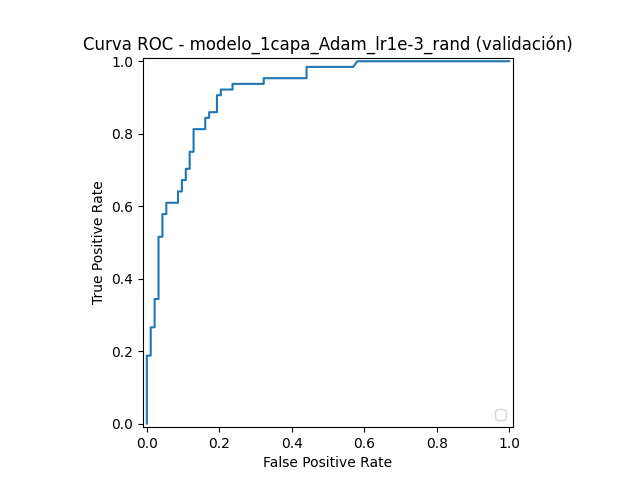 Curva ROC - modelo_1capa_Adam_lr1e-3_rand (validación)
1.0
0.8
0.6
0.4
0.2
0.0
True Positive Rate
0.0 0.2 0.4 0.6 0.8 1.0
False Positive Rate